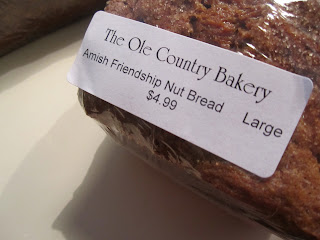 The Ole Country Bakery
Amish Friendship Nut Bread
$4.99
Large